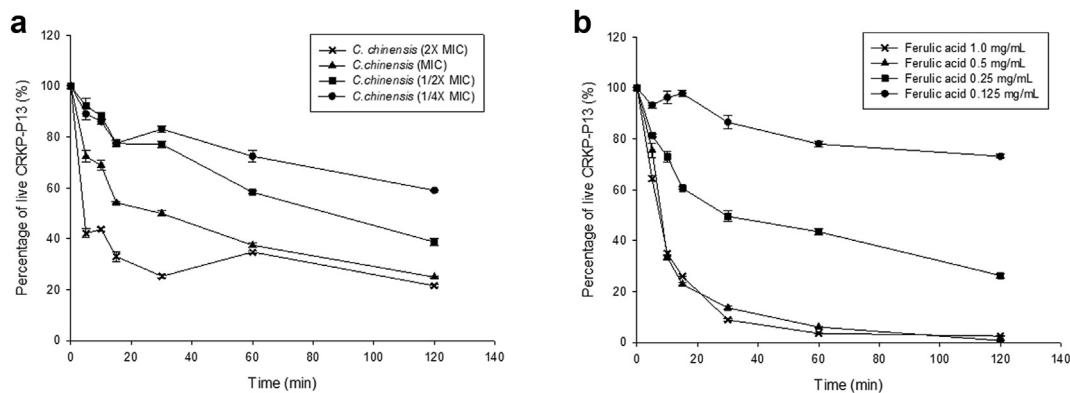 a
Percentage of live CRKP-P13 (%)
120
100
80
60
40
20
0
0 20 40 60 80 100 120 140
Time (min)
C. chinensis (2X MIC)
C.chinensis (MIC)
C.chinensis (1/2X MIC)
C.chinensis (1/4X MIC)
b
Percentage of live CRKP-P13 (%)
120
100
80
60
40
20
0
0 20 40 60 80 100 120 140
Time (min)
Ferulic acid 1.0 mg/mL
Ferulic acid 0.5 mg/mL
Ferulic acid 0.25 mg/mL
Ferulic acid 0.125 mg/mL